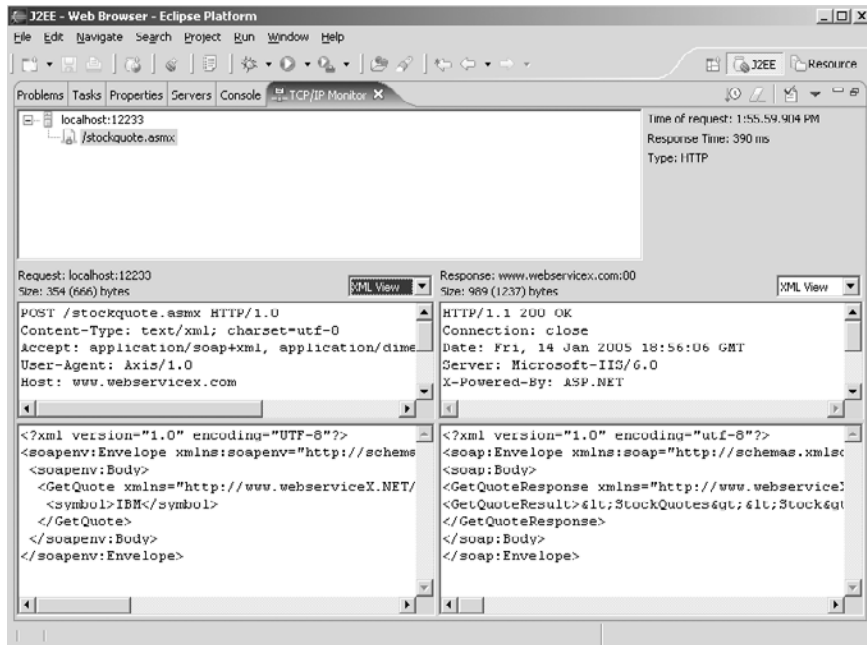 J2EE - Web Browser - Eclipse Platform
File Edit Navigate Search Project Run Window Help
J2EE Resource
Problems Tasks Properties Servers Console TCP/IP Monitor
localhost:12233
/stockquote.asmx
Time of request: 1:55.59.904 PM
Response Time: 390 ms
Type: HTTP
Request: localhost:12233
Size: 354 (666) bytes
XML View
Response: www.webservicex.com:00
Size: 989 (1237) bytes
XML View
POST /stockquote.asmx HTTP/1.0
Content-Type: text/xml; charset=utf-0
Accept: application/soap+xml, application/dime
User-Agent: Axis/1.0
Host: www.webservicex.com
HTTP/1.1 200 OK
Connection: close
Date: Fri, 14 Jan 2005 18:56:06 GMT
Server: Microsoft-IIS/6.0
X-Powered-By: ASP.NET
<?xml version="1.0" encoding="UTF-8"?>
<soapenv:Envelope xmlns:soapenv="http://schema
<soapenv:Body>
<GetQuote xmlns="http://www.webserviceX.NET/
<symbol>IBM</symbol>
</GetQuote>
</soapenv:Body>
</soapenv:Envelope>
<?xml version="1.0" encoding="utf-8"?>
<soap:Envelope xmlns:soap="http://schemas.xmlso
<soap:Body>
<GetQuoteResponse xmlns="http://www.webservice
<GetQuoteResult>&lt;StockQuotes&gt;&lt;Stock&gt
</GetQuoteResponse>
</soap:Body>
</soap:Envelope>